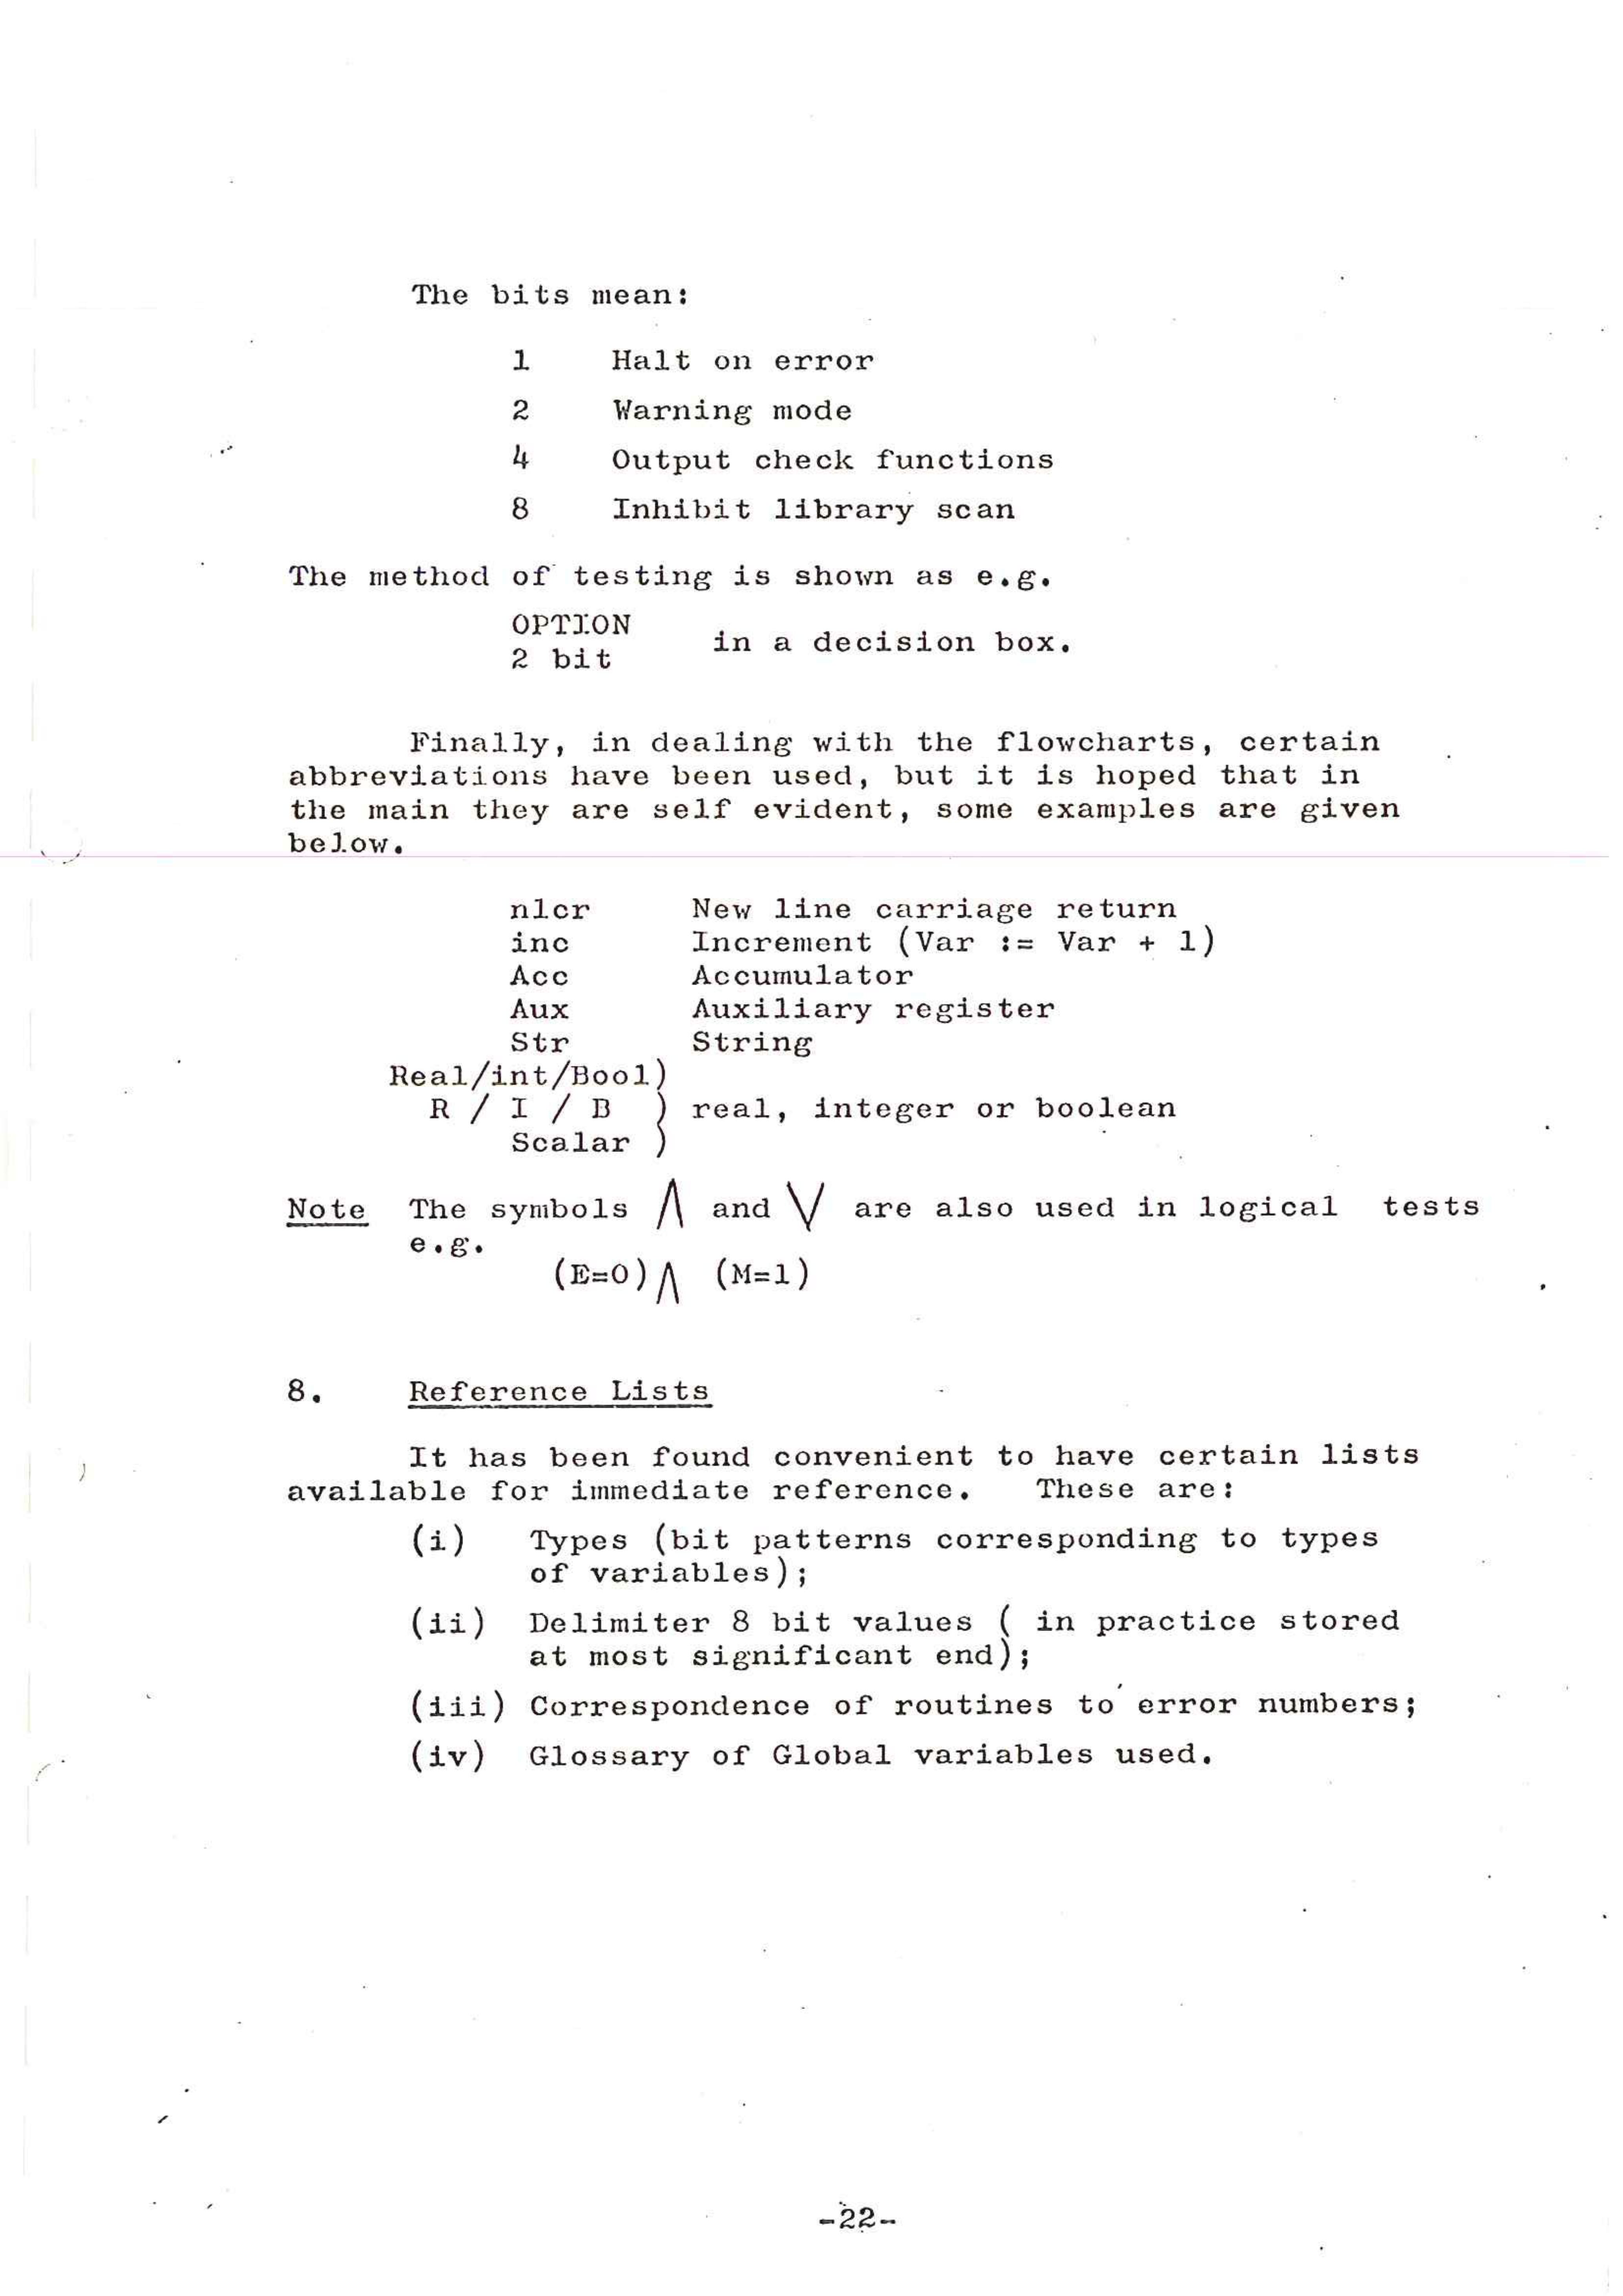 The bits mean:
1 Halt on error
2 Warning mode
4 Output check functions
8 Inhibit library scan
The method of testing is shown as e.g.
OPTION
2 bit in a decision box.
Finally, in dealing with the flowcharts, certain
abbreviations have been used, but it is hoped that in
the main they are self evident, some examples are given
below.
nlcr New line carriage return
inc Increment (Var := Var + 1)
Acc Accumulator
Aux Auxiliary register
Str String
Real/int/Bool)
R / I / B ) real, integer or boolean
Scalar )
Note The symbols ⋀ and ⋁ are also used in logical tests
e.g.
(E=0)⋀ (M=1)
8. Reference Lists
It has been found convenient to have certain lists
available for immediate reference. These are:
(i) Types (bit patterns corresponding to types
of variables);
(ii) Delimiter 8 bit values ( in practice stored
at most significant end);
(iii) Correspondence of routines to error numbers;
(iv) Glossary of Global variables used.
-22-